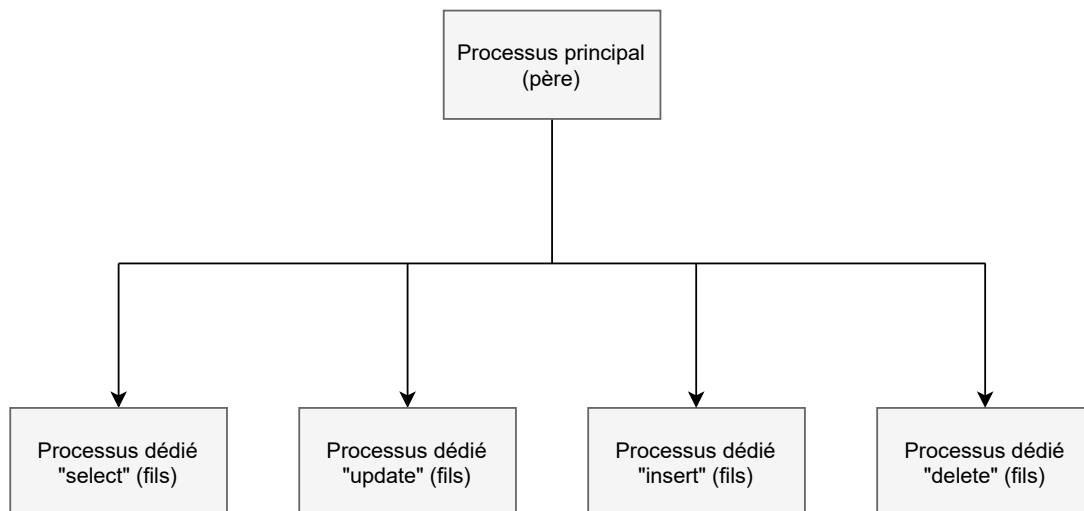 Processus principal
(père)
Processus dédié
"select" (fils)
Processus dédié
"update" (fils)
Processus dédié
"insert" (fils)
Processus dédié
"delete" (fils)